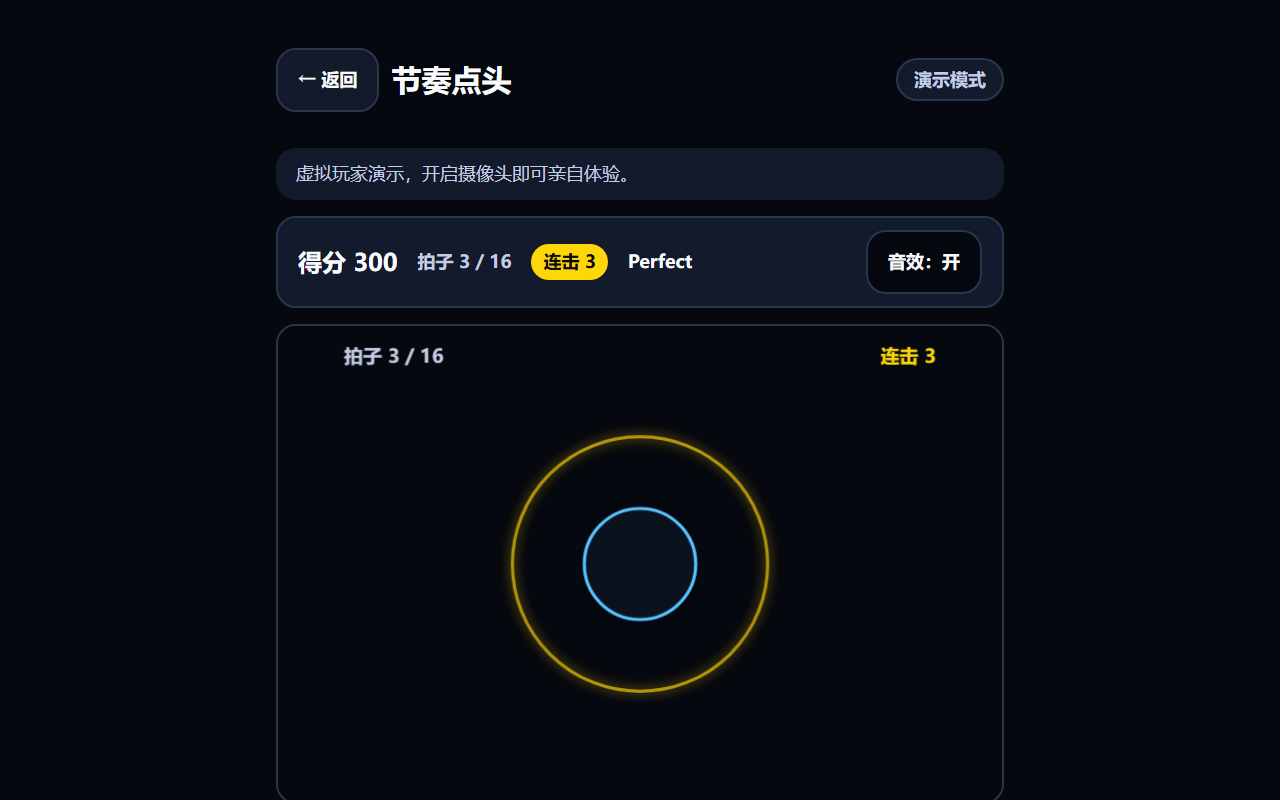 ← 返回
节奏点头
演示模式
虚拟玩家演示，开启摄像头即可亲自体验。
得分 300
拍子 3 / 16
连击 3
Perfect
音效：开
拍子 3 / 16
连击 3